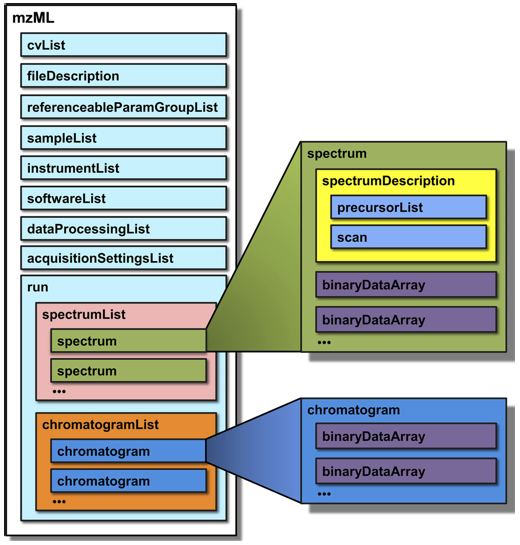 mzML
cvList
fileDescription
referenceableParamGroupList
sampleList
instrumentList
softwareList
dataProcessingList
acquisitionSettingsList
run
spectrumList
spectrum
spectrum
...
chromatogramList
chromatogram
chromatogram
...
spectrum
spectrumDescription
precursorList
scan
binaryDataArray
binaryDataArray
...
chromatogram
binaryDataArray
binaryDataArray
...